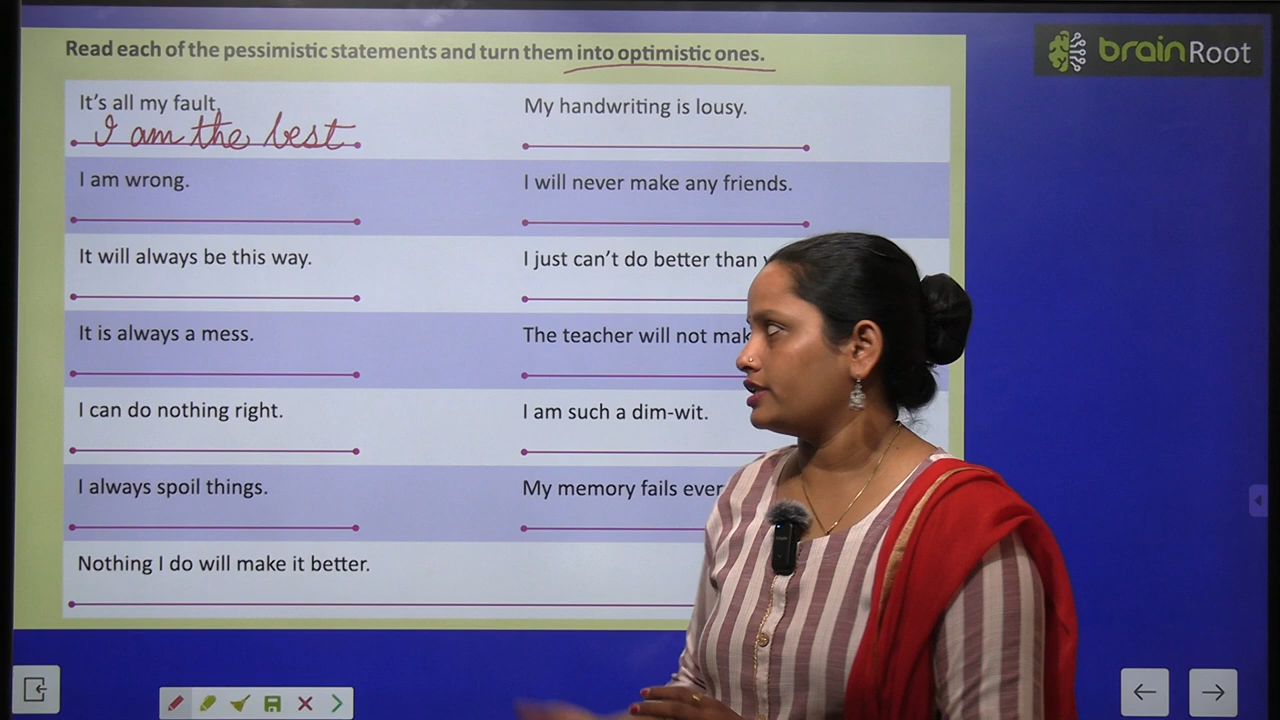 Read each of the pessimistic statements and turn them into optimistic ones.
brainRoot
It's all my fault,
I am the best
My handwriting is lousy.
I am wrong.
I will never make any friends.
It will always be this way.
I just can't do better than
It is always a mess.
The teacher will not
I can do nothing right.
I am such a dim-wit.
I always spoil things.
My memory fails
Nothing I do will make it better.